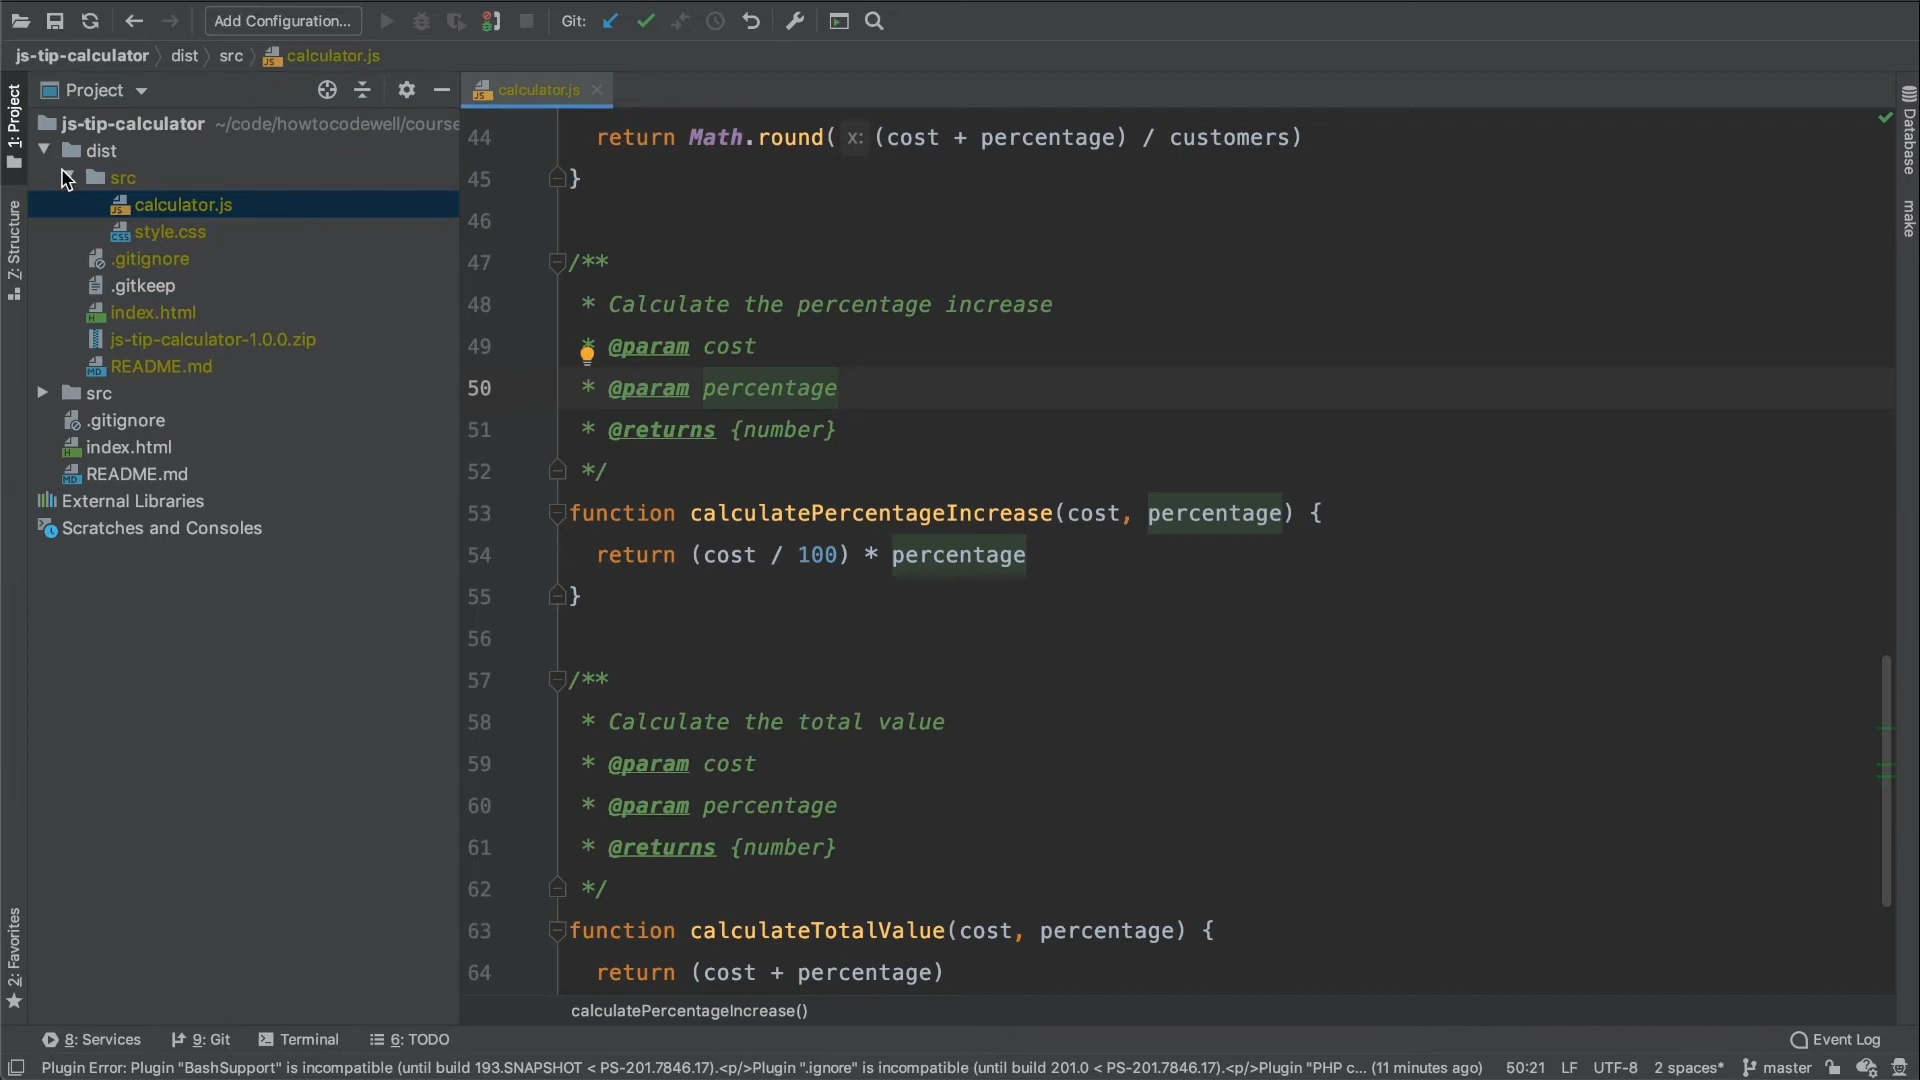 Add Configuration...
Git:
js-tip-calculator dist src calculator.js
1: Project
7: Structure
2: Favorites
Project
js-tip-calculator ~/code/howtocodewell/course
dist
src
calculator.js
style.css
.gitignore
.gitkeep
index.html
js-tip-calculator-1.0.0.zip
README.md
src
.gitignore
index.html
README.md
External Libraries
Scratches and Consoles
calculator.js
44 return Math.round( x: (cost + percentage) / customers)
45 }
46
47 /**
48 * Calculate the percentage increase
49 * @param cost
50 * @param percentage
51 * @returns {number}
52 */
53 function calculatePercentageIncrease(cost, percentage) {
54 return (cost / 100) * percentage
55 }
56
57 /**
58 * Calculate the total value
59 * @param cost
60 * @param percentage
61 * @returns {number}
62 */
63 function calculateTotalValue(cost, percentage) {
64 return (cost + percentage)
calculatePercentageIncrease()
Database
make
8: Services 9: Git Terminal 6: TODO Event Log
Plugin Error: Plugin "BashSupport" is incompatible (until build 193.SNAPSHOT < PS-201.7846.17).<p/>Plugin ".ignore" is incompatible (until build 201.0 < PS-201.7846.17).<p/>Plugin "PHP c... (11 minutes ago) 50:21 LF UTF-8 2 spaces* master